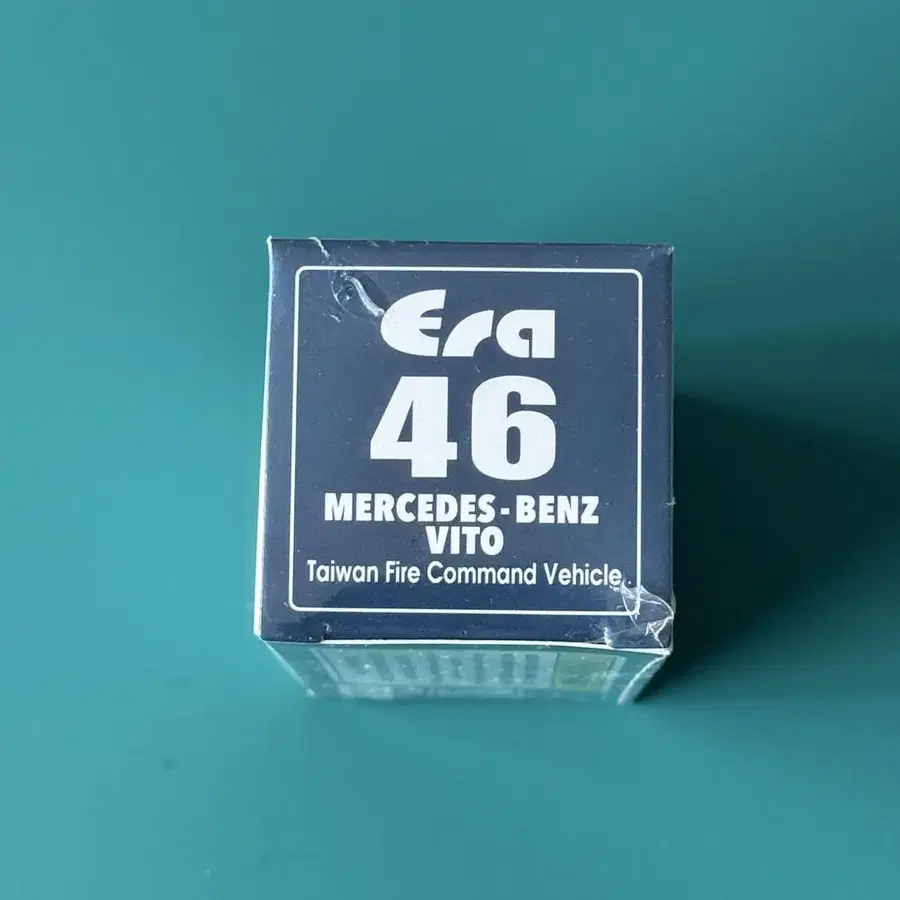 Era
46
MERCEDES-BENZ
VITO
Taiwan Fire Command Vehicle